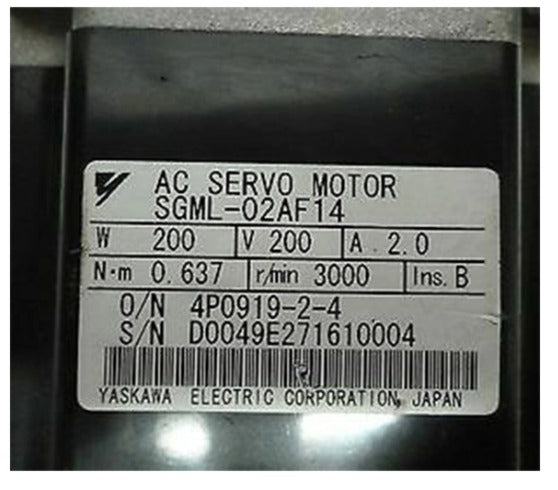 AC SERVO MOTOR
SGML-02AF14
W 200 V 200 A 2.0
N·m 0.637 r/min 3000 Ins. B
O/N 4P0919-2-4
S/N D0049E271610004
YASKAWA ELECTRIC CORPORATION, JAPAN